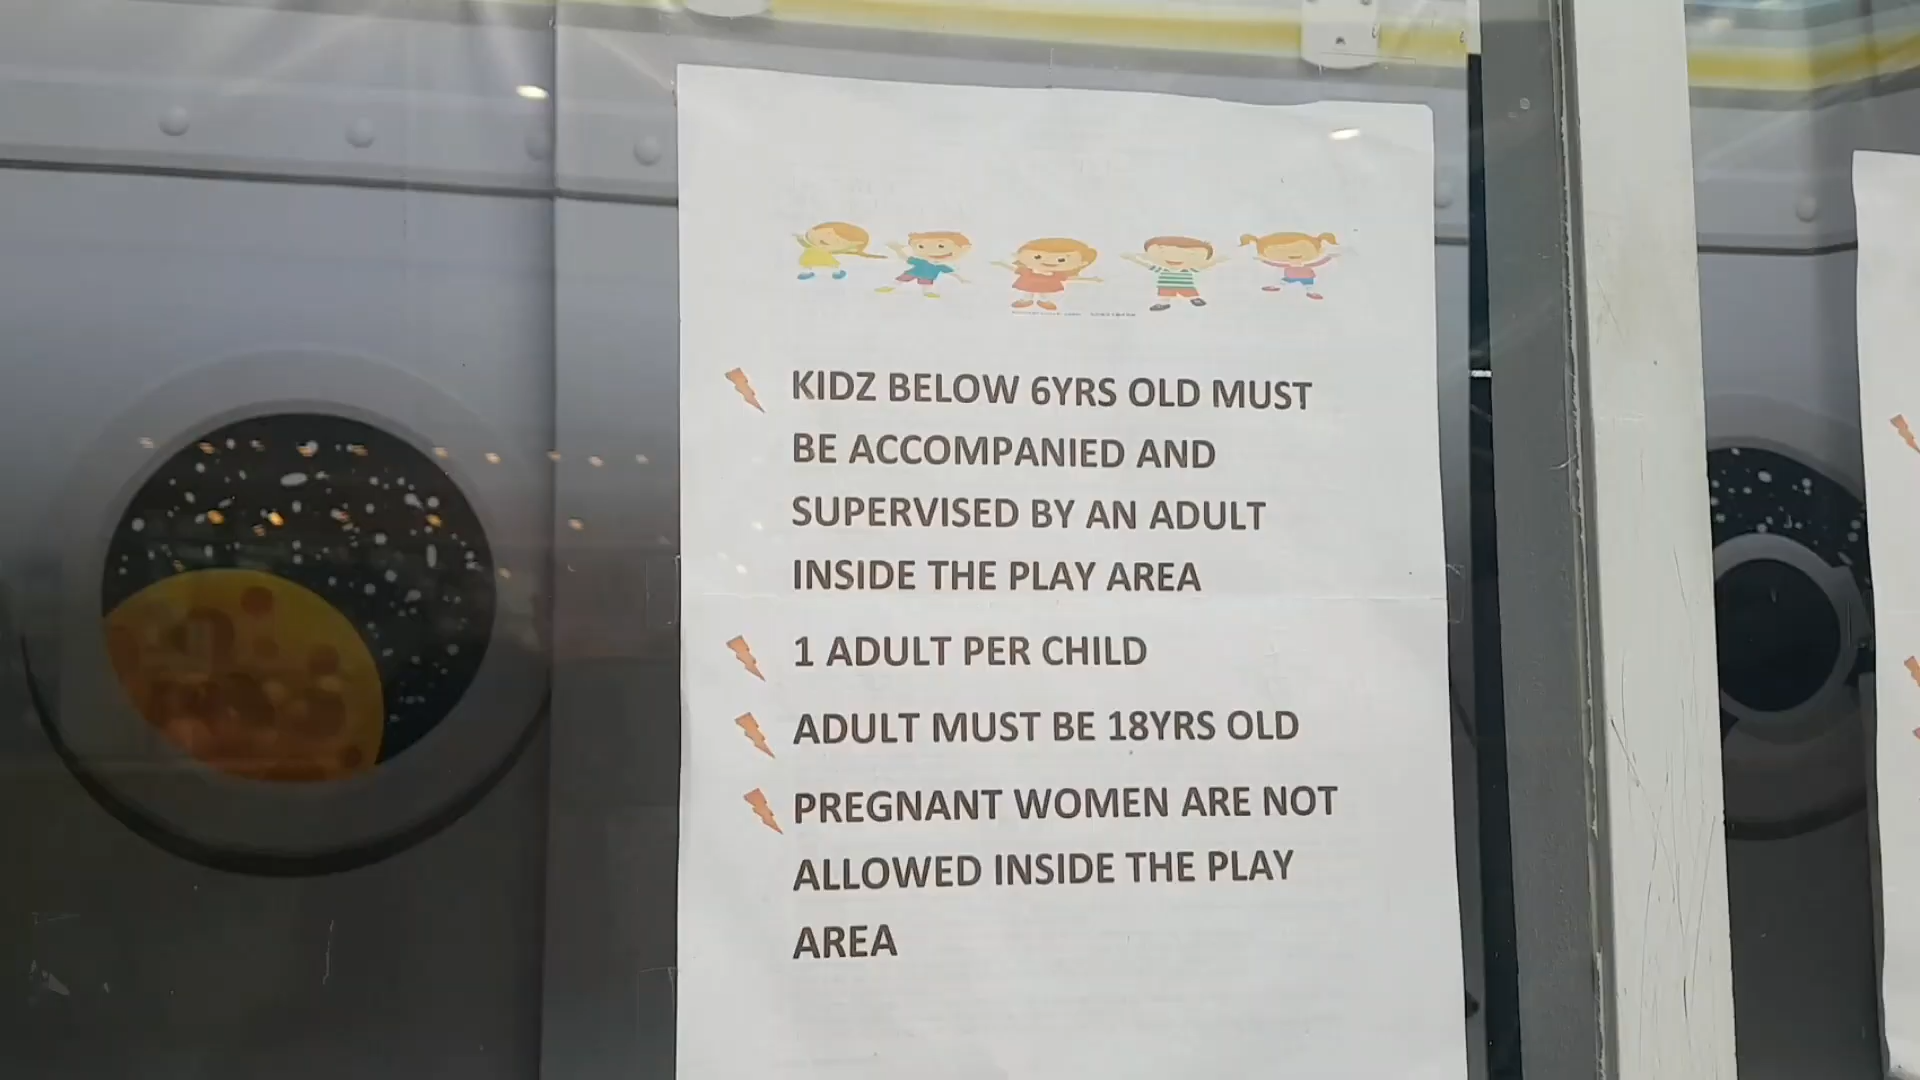 KIDZ BELOW 6YRS OLD MUST
BE ACCOMPANIED AND
SUPERVISED BY AN ADULT
INSIDE THE PLAY AREA
1 ADULT PER CHILD
ADULT MUST BE 18YRS OLD
PREGNANT WOMEN ARE NOT
ALLOWED INSIDE THE PLAY
AREA